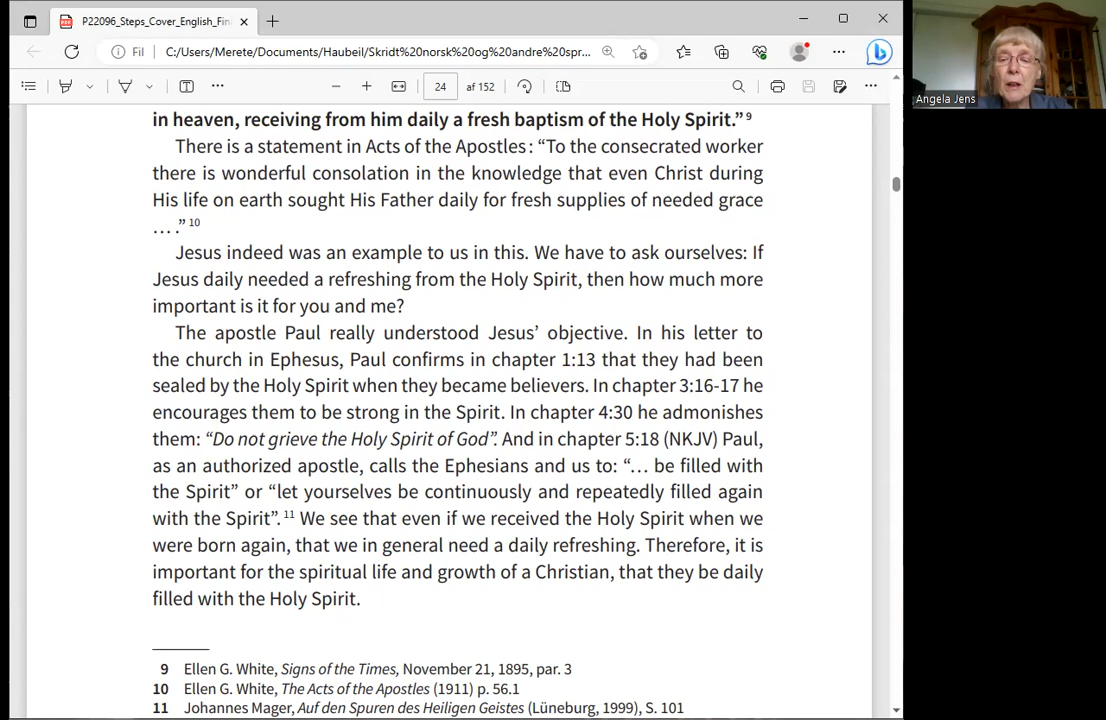 P22096_Steps_Cover_English_Fin
Fil
C:/Users/Merete/Documents/Haubeil/Skridt%20norsk%20og%20andre%20spr...
24 af 152
Angela Jens
in heaven, receiving from him daily a fresh baptism of the Holy Spirit.” 9
There is a statement in Acts of the Apostles : “To the consecrated worker
there is wonderful consolation in the knowledge that even Christ during
His life on earth sought His Father daily for fresh supplies of needed grace
… .” 10
Jesus indeed was an example to us in this. We have to ask ourselves: If
Jesus daily needed a refreshing from the Holy Spirit, then how much more
important is it for you and me?
The apostle Paul really understood Jesus’ objective. In his letter to
the church in Ephesus, Paul confirms in chapter 1:13 that they had been
sealed by the Holy Spirit when they became believers. In chapter 3:16-17 he
encourages them to be strong in the Spirit. In chapter 4:30 he admonishes
them: “Do not grieve the Holy Spirit of God”. And in chapter 5:18 (NKJV) Paul,
as an authorized apostle, calls the Ephesians and us to: “… be filled with
the Spirit” or “let yourselves be continuously and repeatedly filled again
with the Spirit”. 11 We see that even if we received the Holy Spirit when we
were born again, that we in general need a daily refreshing. Therefore, it is
important for the spiritual life and growth of a Christian, that they be daily
filled with the Holy Spirit.
9 Ellen G. White, Signs of the Times, November 21, 1895, par. 3
10 Ellen G. White, The Acts of the Apostles (1911) p. 56.1
11 Johannes Mager, Auf den Spuren des Heiligen Geistes (Lüneburg, 1999), S. 101